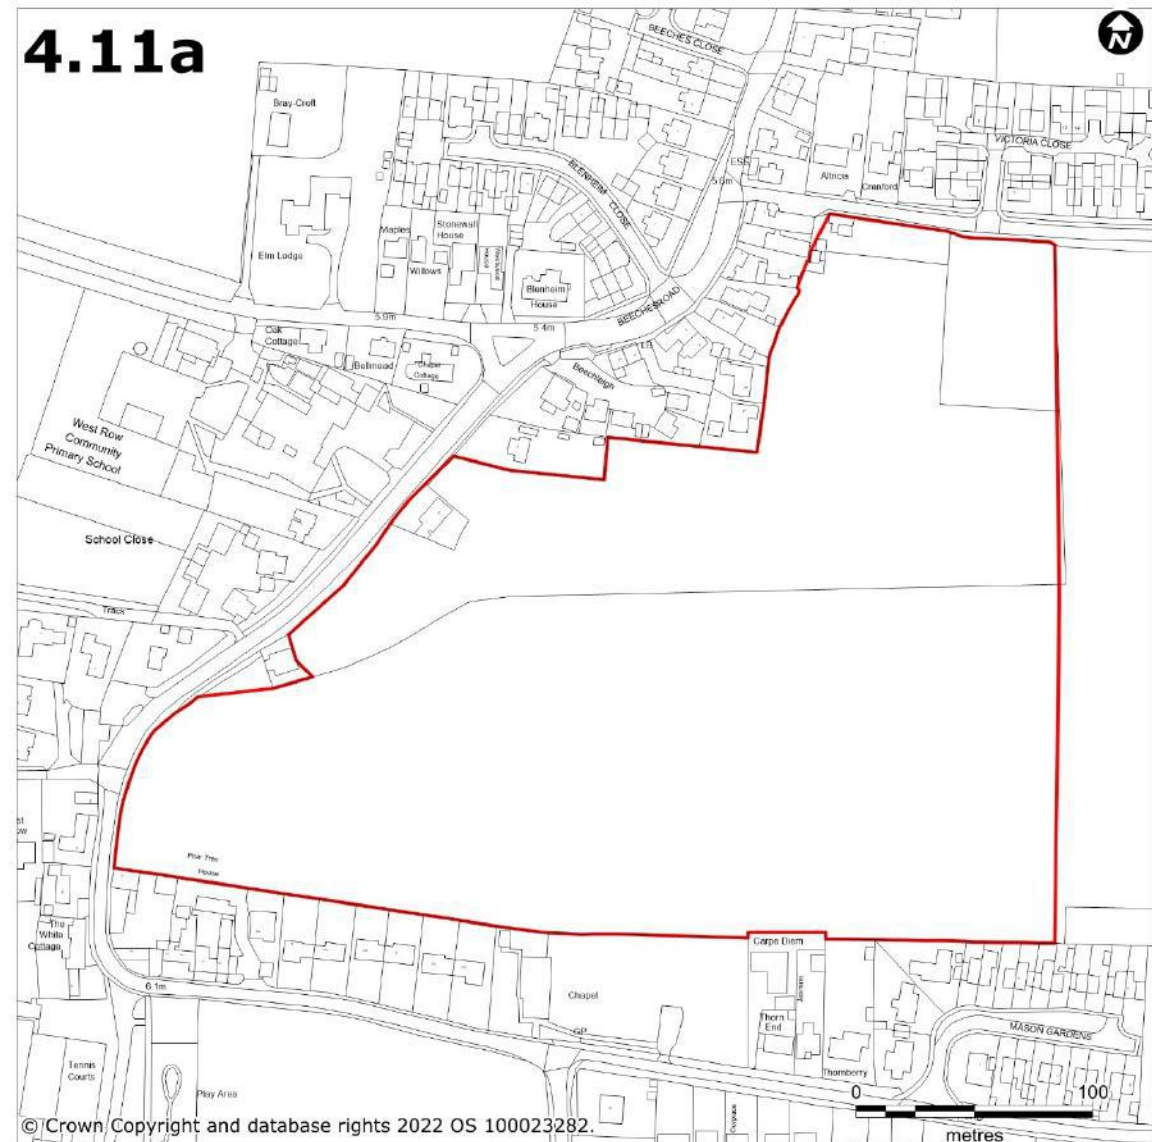 4.11a
N
BEECHES CLOSE
Bray-Croft
VICTORIA CLOSE
ESS
5.6m
Altricia
Cranford
BLENHEIM CLOSE
Maples
Stonewall
House
Willows
Elm Lodge
Blenheim
House
BEECHES ROAD
5.9m
5.4m
Oak
Cottage
Bellmead
Cottage
LB
Beechleigh
West Row
Community
Primary School
School Close
Track
Pear Tree
House
The
White
Cottage
Carpe Diem
6.1m
Chapel
GP
Thorn
End
Thornberry
MASON GARDENS
Tennis
Courts
Play Area
0 100
metres
© Crown Copyright and database rights 2022 OS 100023282.